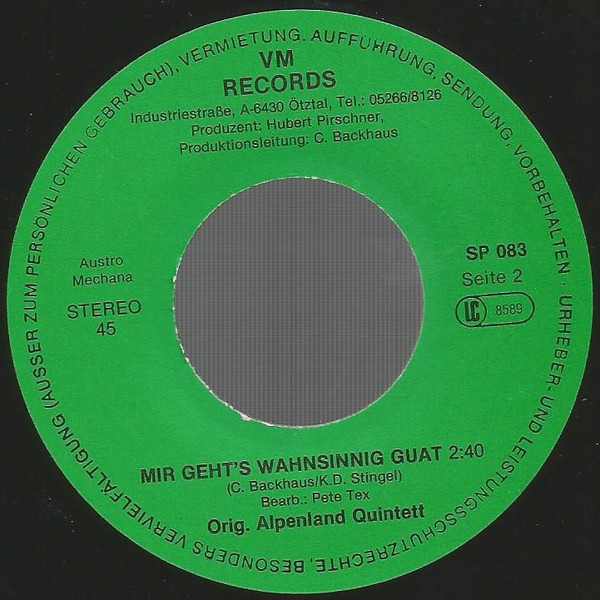 URHEBER- UND LEISTUNGSSCHUTZRECHTE, BESONDERS VERVIELFÄLTIGUNG (AUSSER ZUM PERSÖNLICHEN GEBRAUCH), VERMIETUNG. AUFFÜHRUNG, SENDUNG, VORBEHALTEN ·
VM
RECORDS
Industriestraße, A-6430 Ötztal, Tel.: 05266/8126
Produzent: Hubert Pirschner,
Produktionsleitung: C. Backhaus
Austro
Mechana
STEREO
45
SP 083
Seite 2
LC 8589
MIR GEHT'S WAHNSINNIG GUAT 2:40
(C. Backhaus/K.D. Stingel)
Bearb.: Pete Tex
Orig. Alpenland Quintett